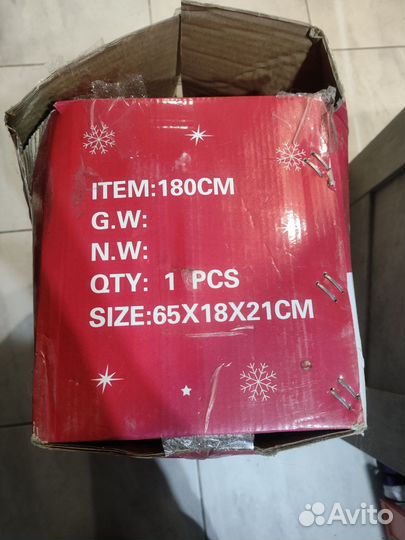 ITEM:180CM
G.W:
N.W:
QTY: 1 PCS
SIZE:65X18X21CM
Avito